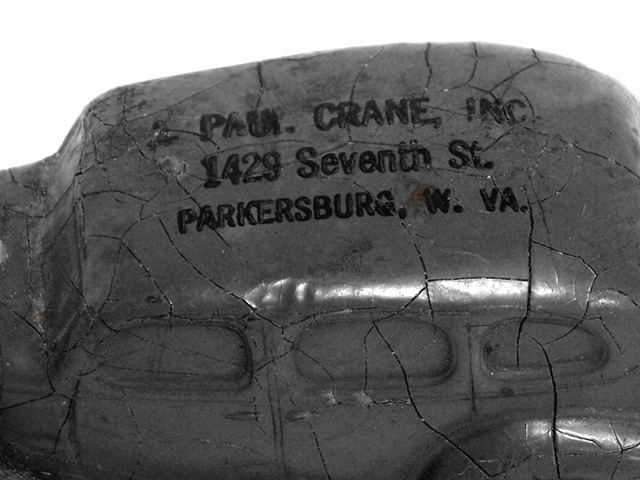 PAUL CRANE, INC
1429 Seventh St.
PARKERSBURG, W. VA.